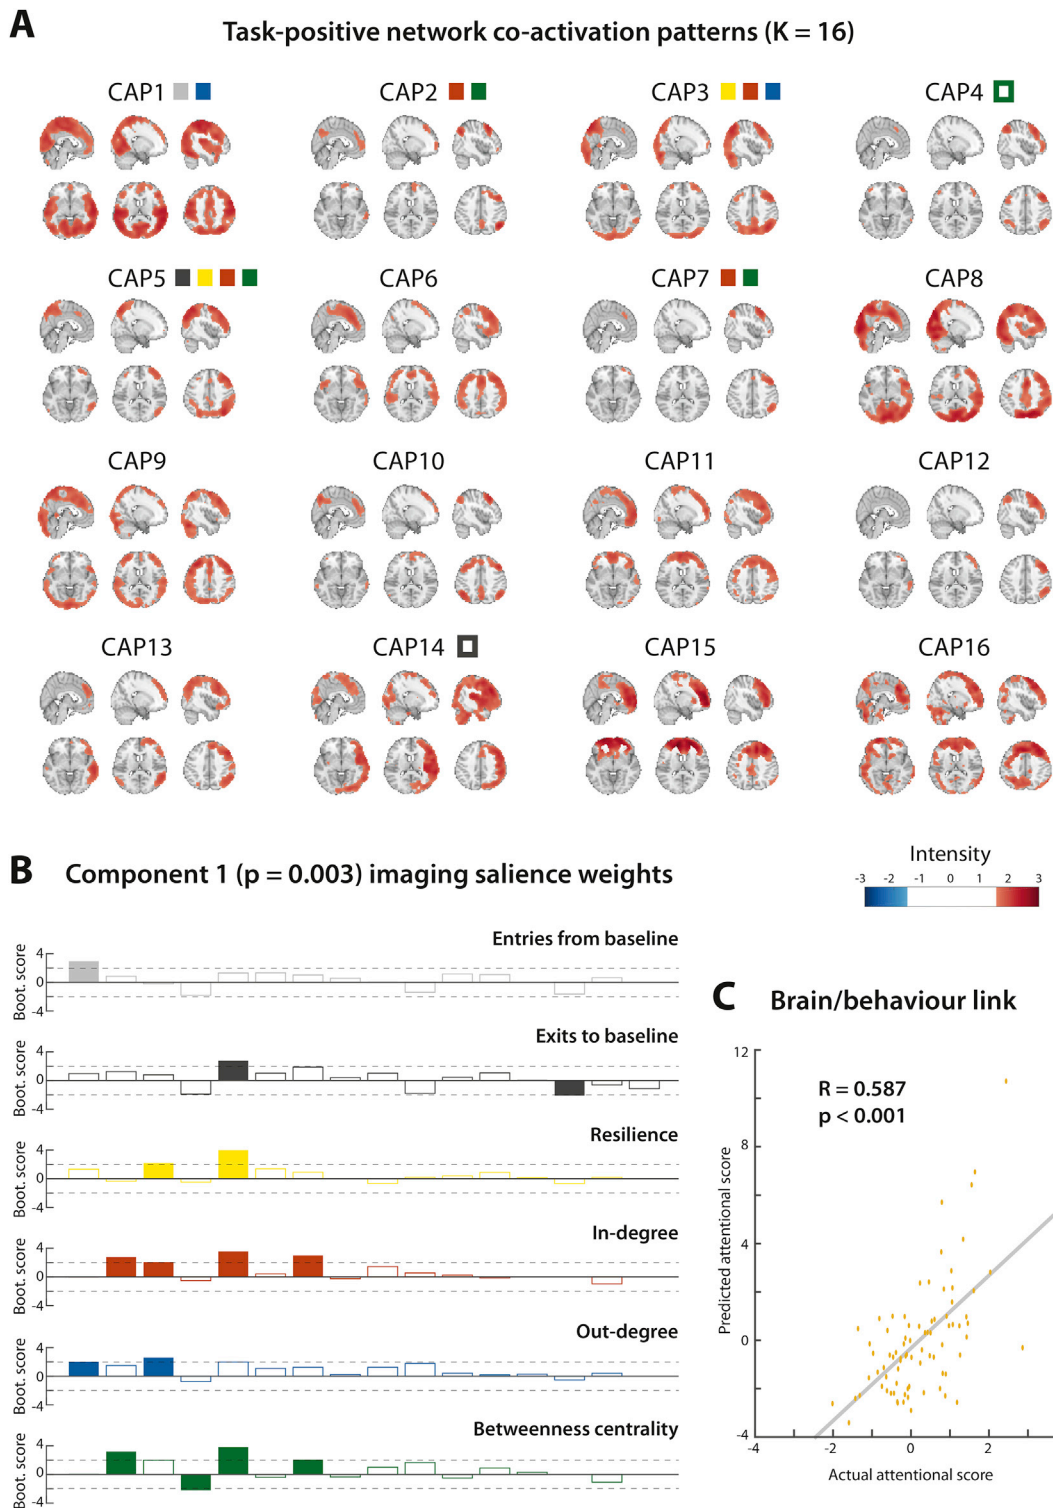 A
Task-positive network co-activation patterns (K = 16)
CAP1
CAP2
CAP3
CAP4
CAP5
CAP6
CAP7
CAP8
CAP9
CAP10
CAP11
CAP12
CAP13
CAP14
CAP15
CAP16
B Component 1 (p = 0.003) imaging salience weights
Intensity
-3 -2 -1 0 1 2 3
Entries from baseline
Boot. score
4
0
-4
Exits to baseline
Boot. score
4
0
-4
Resilience
Boot. score
4
0
-4
In-degree
Boot. score
4
0
-4
Out-degree
Boot. score
4
0
-4
Betweenness centrality
Boot. score
4
0
-4
C Brain/behaviour link
R = 0.587
p < 0.001
Predicted attentional score
12
8
4
0
-4
-4 -2 0 2
Actual attentional score